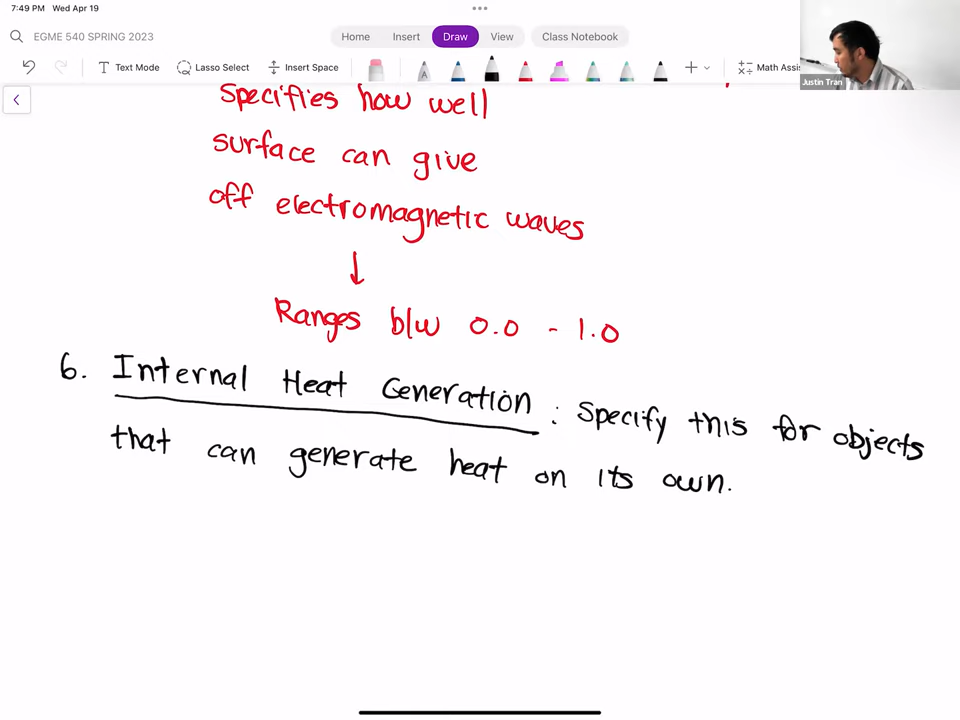 7:49 PM Wed Apr 19
EGME 540 SPRING 2023
Home Insert Draw View Class Notebook
Text Mode Lasso Select Insert Space Math Assis
Justin Tran
specifies how well
surface can give
off electromagnetic waves
↓
Ranges b/w 0.0 - 1.0
6. Internal Heat Generation : Specify this for objects
that can generate heat on its own.